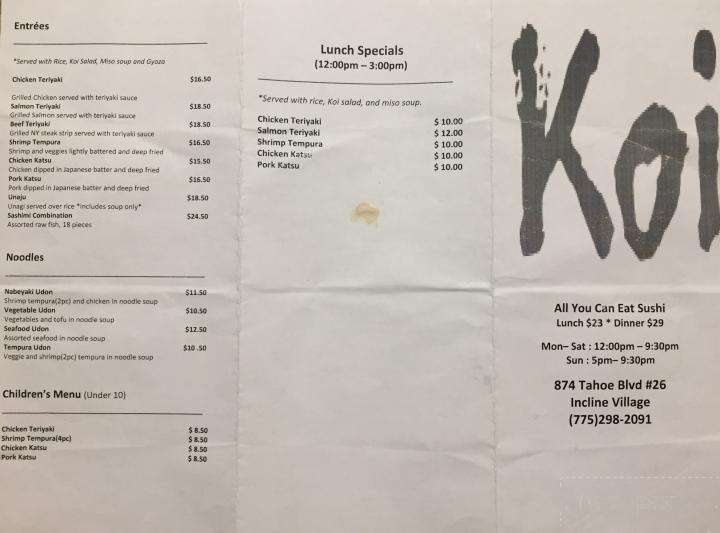 Entrées
*Served with Rice, Koi Salad, Miso soup and Gyoza
Chicken Teriyaki $16.50
Grilled Chicken served with teriyaki sauce
Salmon Teriyaki $18.50
Grilled Salmon served with teriyaki sauce
Beef Teriyaki $18.50
Grilled NY steak strip served with teriyaki sauce
Shrimp Tempura $16.50
Shrimp and veggies lightly battered and deep fried
Chicken Katsu $15.50
Chicken dipped in Japanese batter and deep fried
Pork Katsu $16.50
Pork dipped in Japanese batter and deep fried
Unaju $18.50
Unagi served over rice *includes soup only*
Sashimi Combination $24.50
Assorted raw fish, 18 pieces
Noodles
Nabeyaki Udon $11.50
Shrimp tempura(2pc) and chicken in noodle soup
Vegetable Udon $10.50
Vegetables and tofu in noodle soup
Seafood Udon $12.50
Assorted seafood in noodle soup
Tempura Udon $10 .50
Veggie and shrimp(2pc) tempura in noodle soup
Children's Menu (Under 10)
Chicken Teriyaki $ 8.50
Shrimp Tempura(4pc) $ 8.50
Chicken Katsu $ 8.50
Pork Katsu $ 8.50
Lunch Specials
(12:00pm – 3:00pm)
*Served with rice, Koi salad, and miso soup.
Chicken Teriyaki $ 10.00
Salmon Teriyaki $ 12.00
Shrimp Tempura $ 10.00
Chicken Katsu $ 10.00
Pork Katsu $ 10.00
Koi
All You Can Eat Sushi
Lunch $23 * Dinner $29
Mon– Sat : 12:00pm – 9:30pm
Sun : 5pm– 9:30pm
874 Tahoe Blvd #26
Incline Village
(775)298-2091